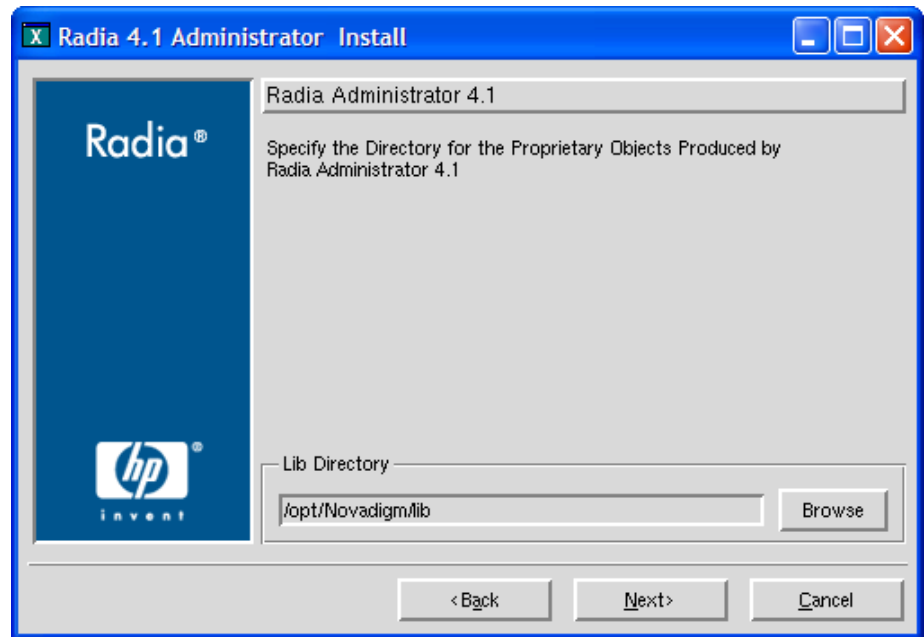 X Radia 4.1 Administrator Install
Radia Administrator 4.1
Radia®
Specify the Directory for the Proprietary Objects Produced by
Radia Administrator 4.1
hp®
invent
Lib Directory
/opt/Novadigm/lib
Browse
<Back
Next>
Cancel